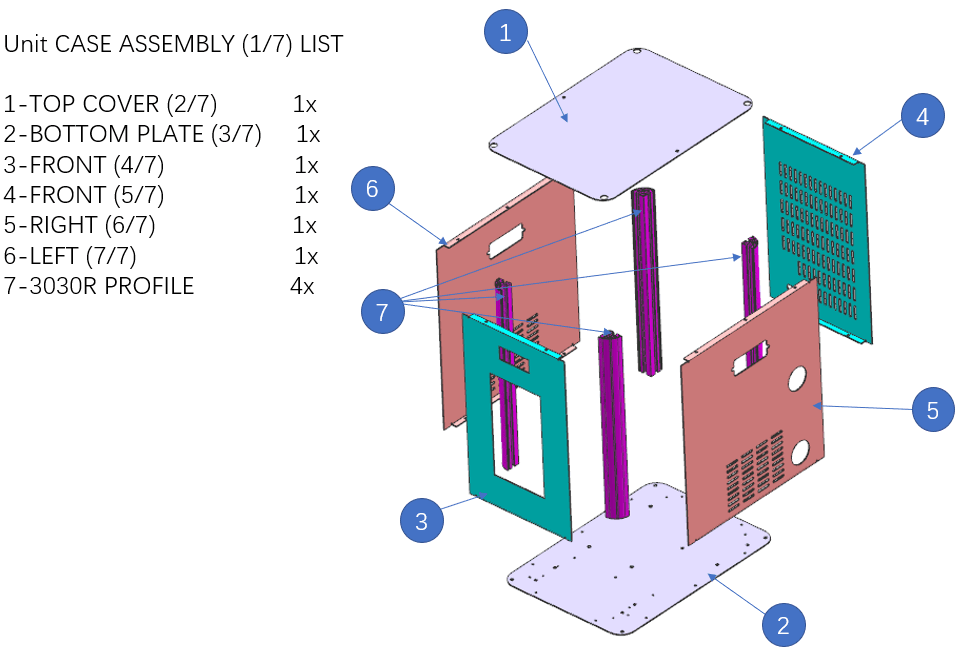 Unit CASE ASSEMBLY (1/7) LIST
1-TOP COVER (2/7) 1x
2-BOTTOM PLATE (3/7) 1x
3-FRONT (4/7) 1x
4-FRONT (5/7) 1x
5-RIGHT (6/7) 1x
6-LEFT (7/7) 1x
7-3030R PROFILE 4x
1
4
6
7
5
3
2